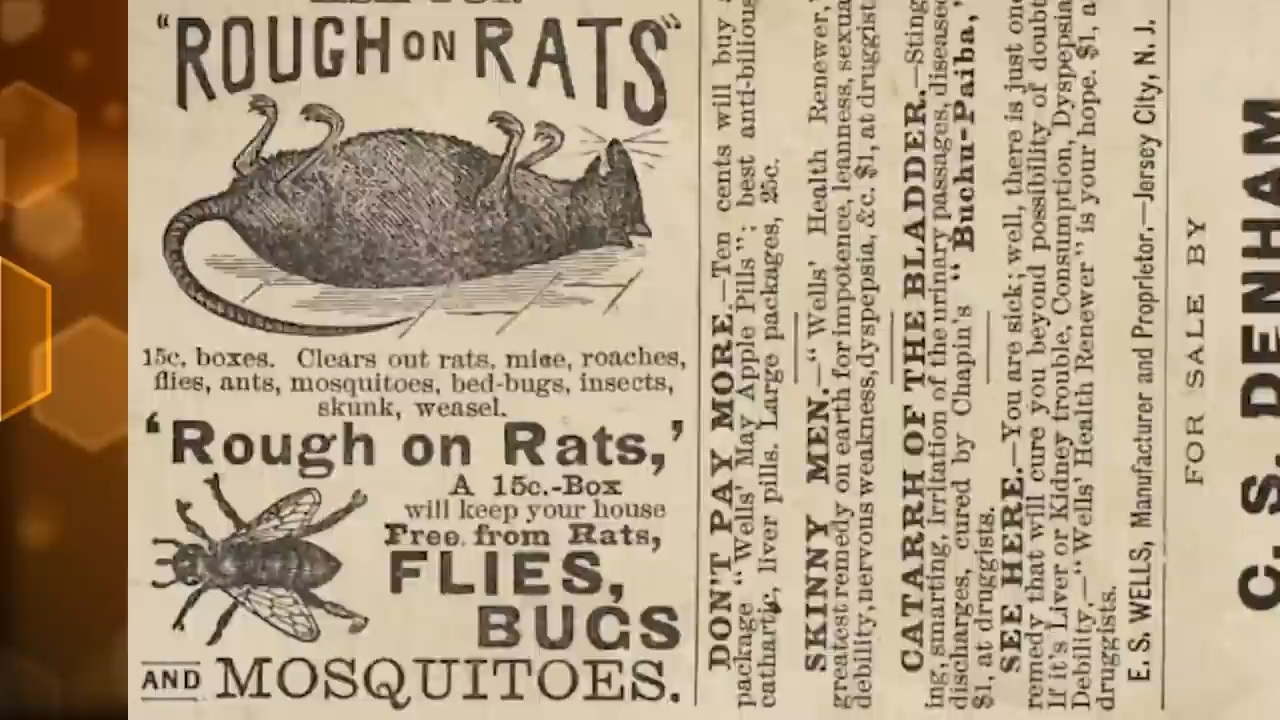 "ROUGH ON RATS"
15c. boxes. Clears out rats, mice, roaches,
flies, ants, mosquitoes, bed-bugs, insects,
skunk, weasel.
'Rough on Rats,'
A 15c.-Box
will keep your house
Free from Rats,
FLIES,
BUGS
AND MOSQUITOES.
DON'T PAY MORE.—Ten cents will buy
package "Wells' May Apple Pills"; best anti-bilious
cathartic, liver pills. Large packages, 25c.
SKINNY MEN.—"Wells' Health Renewer,"
greatest remedy on earth for impotence, leanness, sexua
debility, nervous weakness, dyspepsia, &c. $1, at druggist
CATARRH OF THE BLADDER.—Sting
ing, smarting, irritation of the urinary passages, diseased
discharges, cured by Chapin's "Buchu-Paiba,"
$1, at druggists.
SEE HERE.—You are sick; well, there is just one
remedy that will cure you beyond possibility of doubt
If it's Liver or Kidney trouble, Consumption, Dyspepsia
Debility,—"Wells' Health Renewer" is your hope. $1, a
druggists.
E. S. WELLS, Manufacturer and Proprietor.—Jersey City, N. J.
FOR SALE BY
C. S. DENHAM